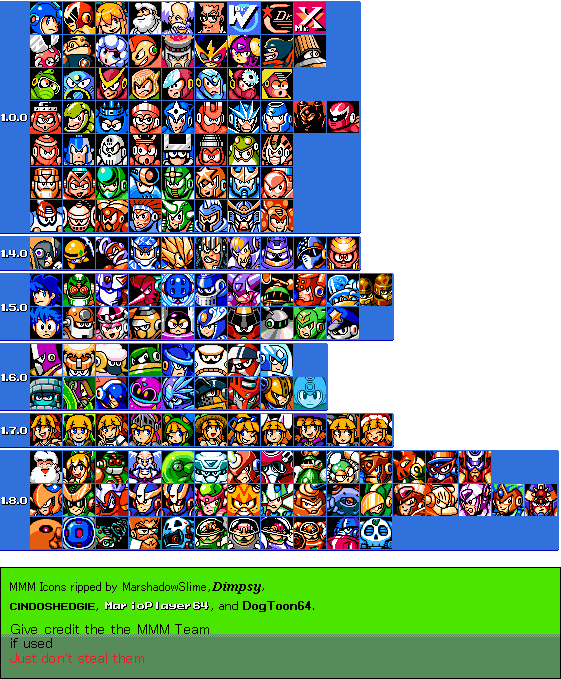 W
Dr.
X
Mr.
1.0.0
1.4.0
1.5.0
1.6.0
1.7.0
1.8.0
MMM Icons ripped by MarshadowSlime, Dimpsy,
CINDOSHEDGIE, MarioPlayer64, and DogToon64.
Give credit the the MMM Team
if used
Just don't steal them